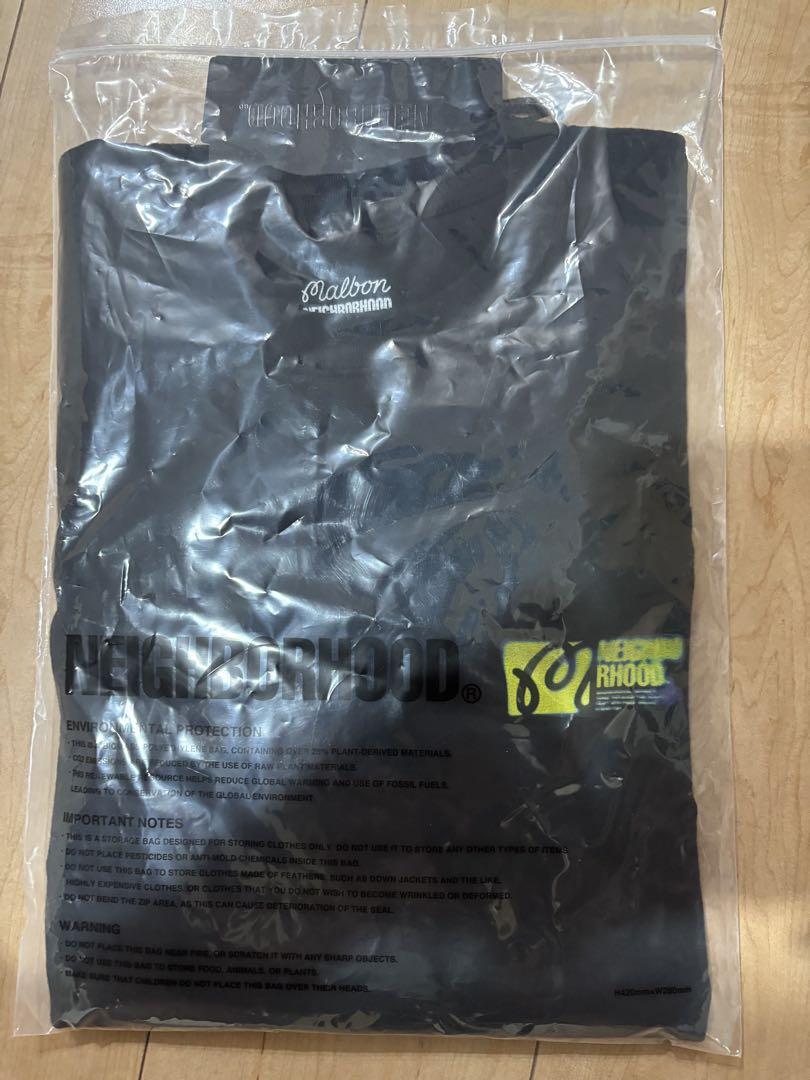 NEIGHBORHOOD
Malbon
NEIGHBORHOOD
NEIGHBORHOOD®
RHOOD
ENVIRONMENTAL PROTECTION
POLYETHYLENE BAG, CONTAINING OVER 25% PLANT-DERIVED MATERIALS.
REDUCED BY THE USE OF RAW PLANT MATERIALS.
RENEWABLE RESOURCE HELPS REDUCE GLOBAL WARMING AND USE OF FOSSIL FUELS,
LEADING TO CONSERVATION OF THE GLOBAL ENVIRONMENT.
IMPORTANT NOTES
· THIS IS A STORAGE BAG DESIGNED FOR STORING CLOTHES ONLY. DO NOT USE IT TO STORE ANY OTHER TYPES OF ITEMS.
· DO NOT PLACE PESTICIDES OR ANTI-MOLD CHEMICALS INSIDE THIS BAG.
· DO NOT USE THIS BAG TO STORE CLOTHES MADE OF FEATHERS, SUCH AS DOWN JACKETS AND THE LIKE,
HIGHLY EXPENSIVE CLOTHES, OR CLOTHES THAT YOU DO NOT WISH TO BECOME WRINKLED OR DEFORMED.
· DO NOT BEND THE ZIP AREA, AS THIS CAN CAUSE DETERIORATION OF THE SEAL.
WARNING
· DO NOT PLACE THIS BAG NEAR FIRE, OR SCRATCH IT WITH ANY SHARP OBJECTS.
· DO NOT USE THIS BAG TO STORE FOOD, ANIMALS, OR PLANTS.
· MAKE SURE THAT CHILDREN DO NOT PLACE THIS BAG OVER THEIR HEADS.
H420mm×W280mm